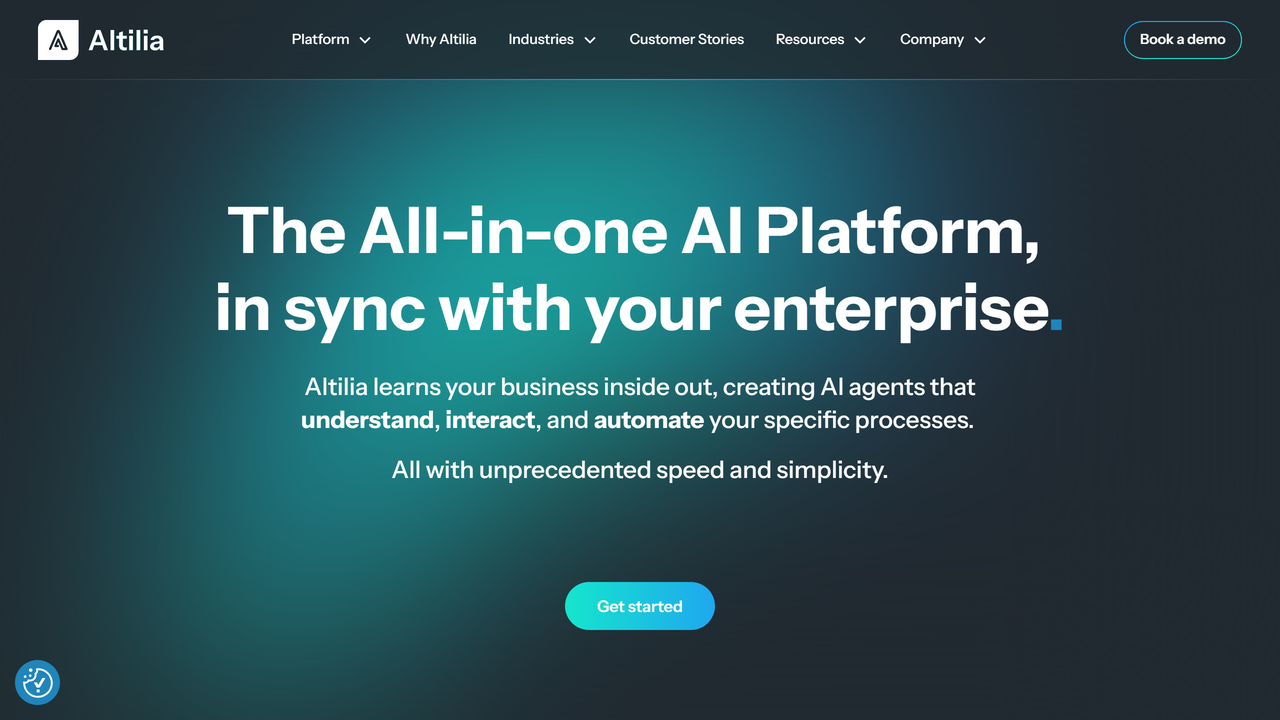 Altilia
Platform
Why Altilia
Industries
Customer Stories
Resources
Company
Book a demo
The All-in-one AI Platform,
in sync with your enterprise.
Altilia learns your business inside out, creating AI agents that
understand, interact, and automate your specific processes.
All with unprecedented speed and simplicity.
Get started